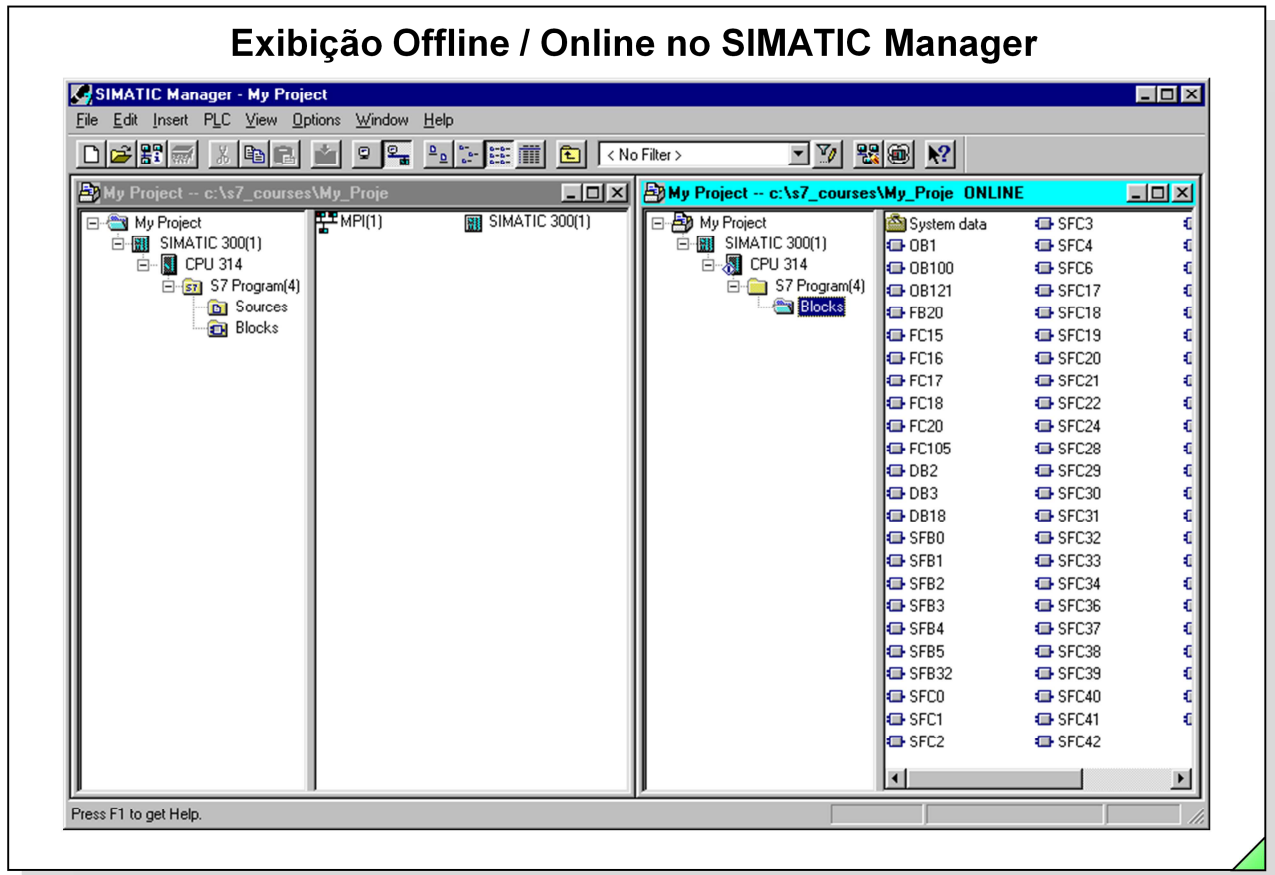 Exibição Offline / Online no SIMATIC Manager
SIMATIC Manager - My Project
File Edit Insert PLC View Options Window Help
< No Filter >
My Project -- c:\s7_courses\My_Proje
My Project
SIMATIC 300(1)
CPU 314
S7 Program(4)
Sources
Blocks
MPI(1)
SIMATIC 300(1)
My Project -- c:\s7_courses\My_Proje ONLINE
My Project
SIMATIC 300(1)
CPU 314
S7 Program(4)
Blocks
System data
OB1
OB100
OB121
FB20
FC15
FC16
FC17
FC18
FC20
FC105
DB2
DB3
DB18
SFB0
SFB1
SFB2
SFB3
SFB4
SFB5
SFB32
SFC0
SFC1
SFC2
SFC3
SFC4
SFC6
SFC17
SFC18
SFC19
SFC20
SFC21
SFC22
SFC24
SFC28
SFC29
SFC30
SFC31
SFC32
SFC33
SFC34
SFC36
SFC37
SFC38
SFC39
SFC40
SFC41
SFC42
Press F1 to get Help.